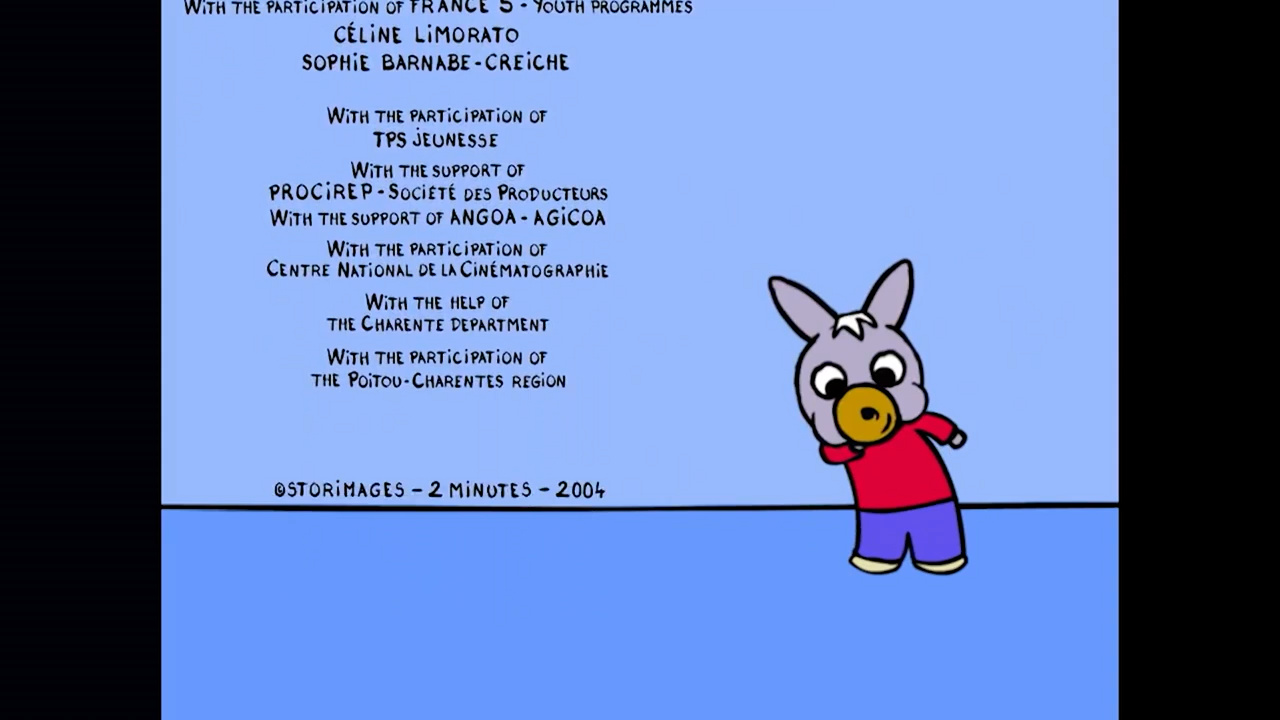 WiTH THE PARTiCiPATiON OF FRANCE 5 - YOUTH PROGRAMMES
CÉLiNE LiMORATO
SOPHiE BARNABE-CREiCHE
WiTH THE PARTiCiPATiON OF
TPS JEUNESSE
WiTH THE SUPPORT OF
PROCiREP - SOCiÉTÉ DES PRODUCTEURS
WiTH THE SUPPORT OF ANGOA - AGiCOA
WiTH THE PARTiCiPATiON OF
CENTRE NATiONAL DE LA CiNÉMATOGRAPHiE
WiTH THE HELP OF
THE CHARENTE DEPARTMENT
WiTH THE PARTiCiPATiON OF
THE POiTOU-CHARENTES REGiON
©STORiMAGES - 2 MiNUTES - 2004